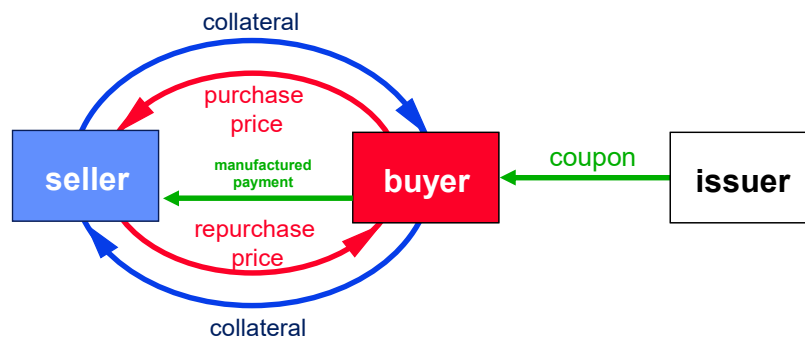 collateral
purchase
price
seller
manufactured
payment
buyer
coupon
issuer
repurchase
price
collateral